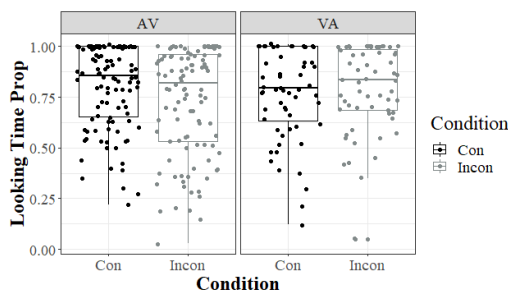 AV VA
Looking Time Prop
1.00
0.75
0.50
0.25
0.00
Con Incon Con Incon
Condition
Condition
Con
Incon